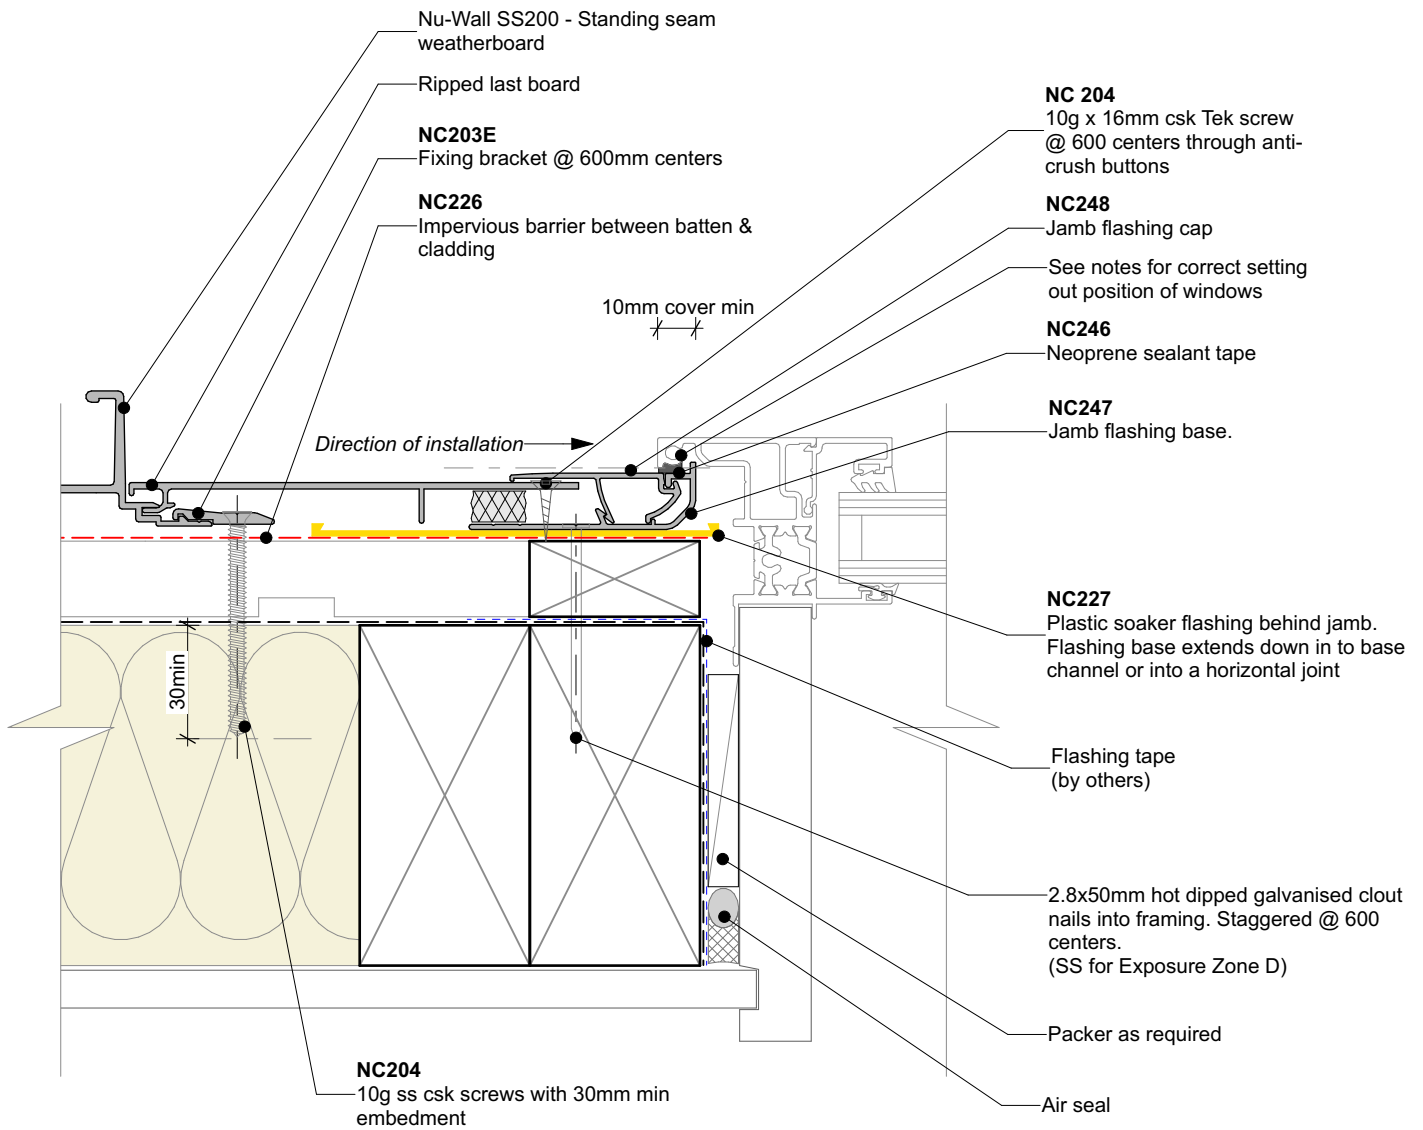 Nu-Wall SS200 - Standing seam
weatherboard
Ripped last board
NC203E
Fixing bracket @ 600mm centers
NC226
Impervious barrier between batten &
cladding
10mm cover min
Direction of installation
30min
NC204
10g ss csk screws with 30mm min
embedment
NC 204
10g x 16mm csk Tek screw
@ 600 centers through anti-
crush buttons
NC248
Jamb flashing cap
See notes for correct setting
out position of windows
NC246
Neoprene sealant tape
NC247
Jamb flashing base.
NC227
Plastic soaker flashing behind jamb.
Flashing base extends down in to base
channel or into a horizontal joint
Flashing tape
(by others)
2.8x50mm hot dipped galvanised clout
nails into framing. Staggered @ 600
centers.
(SS for Exposure Zone D)
Packer as required
Air seal